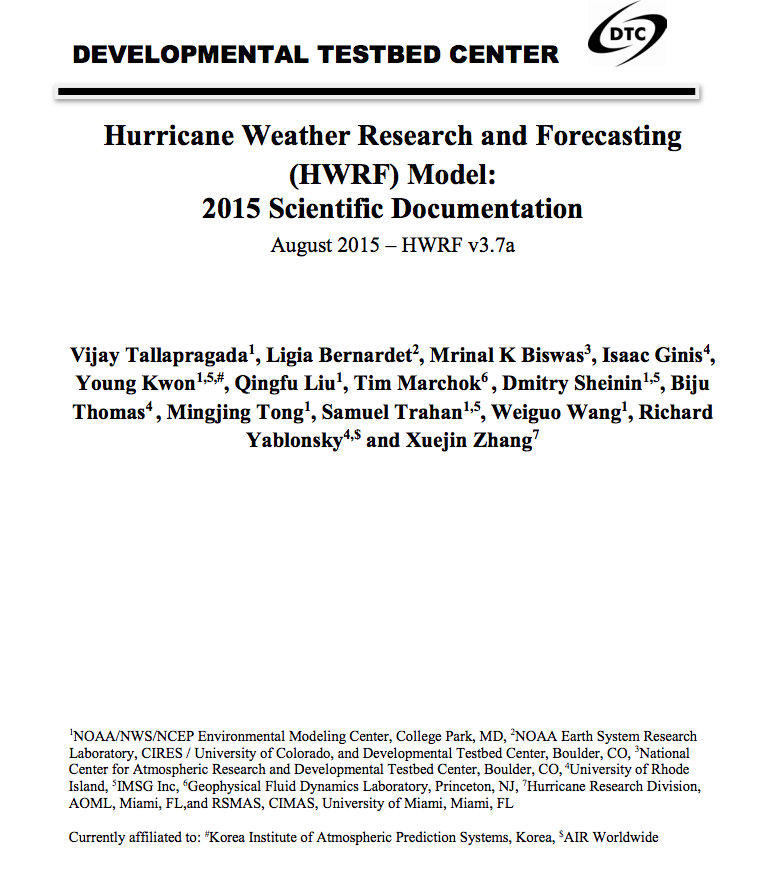 DEVELOPMENTAL TESTBED CENTER
DTC
Hurricane Weather Research and Forecasting
(HWRF) Model:
2015 Scientific Documentation
August 2015 – HWRF v3.7a
Vijay Tallapragada¹, Ligia Bernardet², Mrinal K Biswas³, Isaac Ginis⁴,
Young Kwon¹,⁵,#, Qingfu Liu¹, Tim Marchok⁶ , Dmitry Sheinin¹,⁵, Biju
Thomas⁴ , Mingjing Tong¹, Samuel Trahan¹,⁵, Weiguo Wang¹, Richard
Yablonsky⁴,$ and Xuejin Zhang⁷
¹NOAA/NWS/NCEP Environmental Modeling Center, College Park, MD, ²NOAA Earth System Research
Laboratory, CIRES / University of Colorado, and Developmental Testbed Center, Boulder, CO, ³National
Center for Atmospheric Research and Developmental Testbed Center, Boulder, CO, ⁴University of Rhode
Island, ⁵IMSG Inc, ⁶Geophysical Fluid Dynamics Laboratory, Princeton, NJ, ⁷Hurricane Research Division,
AOML, Miami, FL,and RSMAS, CIMAS, University of Miami, Miami, FL
Currently affiliated to: #Korea Institute of Atmospheric Prediction Systems, Korea, $AIR Worldwide